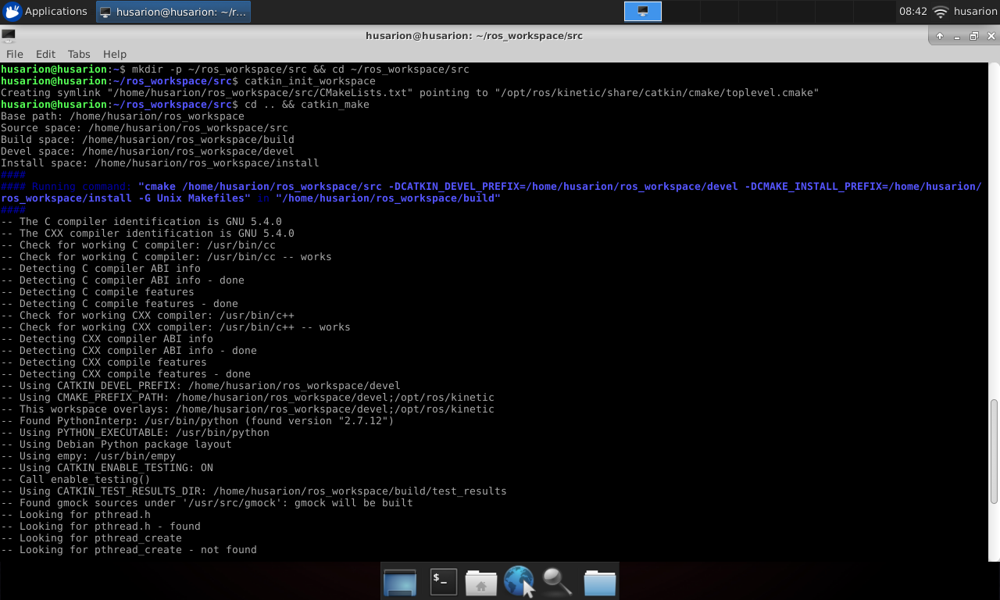 Applications
husarion@husarion: ~/r...
08:42
husarion
husarion@husarion: ~/ros_workspace/src
File Edit Tabs Help
husarion@husarion:~$ mkdir -p ~/ros_workspace/src && cd ~/ros_workspace/src
husarion@husarion:~/ros_workspace/src$ catkin_init_workspace
Creating symlink "/home/husarion/ros_workspace/src/CMakeLists.txt" pointing to "/opt/ros/kinetic/share/catkin/cmake/toplevel.cmake"
husarion@husarion:~/ros_workspace/src$ cd .. && catkin_make
Base path: /home/husarion/ros_workspace
Source space: /home/husarion/ros_workspace/src
Build space: /home/husarion/ros_workspace/build
Devel space: /home/husarion/ros_workspace/devel
Install space: /home/husarion/ros_workspace/install
####
#### Running command: "cmake /home/husarion/ros_workspace/src -DCATKIN_DEVEL_PREFIX=/home/husarion/ros_workspace/devel -DCMAKE_INSTALL_PREFIX=/home/husarion/
ros_workspace/install -G Unix Makefiles" in "/home/husarion/ros_workspace/build"
####
-- The C compiler identification is GNU 5.4.0
-- The CXX compiler identification is GNU 5.4.0
-- Check for working C compiler: /usr/bin/cc
-- Check for working C compiler: /usr/bin/cc -- works
-- Detecting C compiler ABI info
-- Detecting C compiler ABI info - done
-- Detecting C compile features
-- Detecting C compile features - done
-- Check for working CXX compiler: /usr/bin/c++
-- Check for working CXX compiler: /usr/bin/c++ -- works
-- Detecting CXX compiler ABI info
-- Detecting CXX compiler ABI info - done
-- Detecting CXX compile features
-- Detecting CXX compile features - done
-- Using CATKIN_DEVEL_PREFIX: /home/husarion/ros_workspace/devel
-- Using CMAKE_PREFIX_PATH: /home/husarion/ros_workspace/devel;/opt/ros/kinetic
-- This workspace overlays: /home/husarion/ros_workspace/devel;/opt/ros/kinetic
-- Found PythonInterp: /usr/bin/python (found version "2.7.12")
-- Using PYTHON_EXECUTABLE: /usr/bin/python
-- Using Debian Python package layout
-- Using empy: /usr/bin/empy
-- Using CATKIN_ENABLE_TESTING: ON
-- Call enable_testing()
-- Using CATKIN_TEST_RESULTS_DIR: /home/husarion/ros_workspace/build/test_results
-- Found gmock sources under '/usr/src/gmock': gmock will be built
-- Looking for pthread.h
-- Looking for pthread.h - found
-- Looking for pthread_create
-- Looking for pthread_create - not found
$_